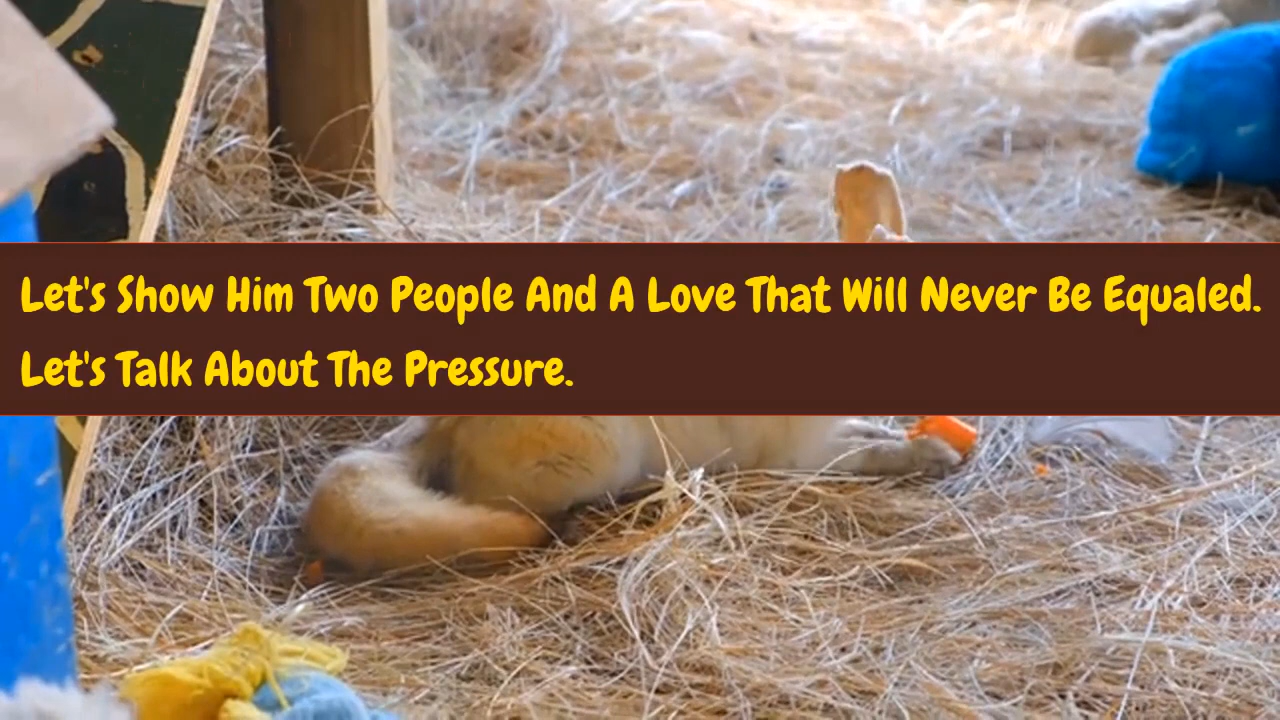 Let's Show Him Two People And A Love That Will Never Be Equaled.
Let's Talk About The Pressure.